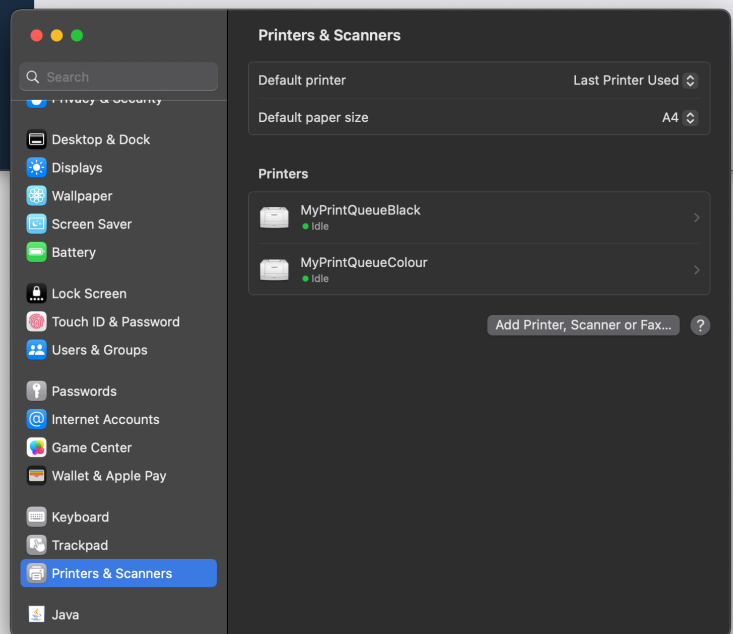 Printers & Scanners
Search
Privacy & Security
Desktop & Dock
Displays
Wallpaper
Screen Saver
Battery
Lock Screen
Touch ID & Password
Users & Groups
Passwords
Internet Accounts
Game Center
Wallet & Apple Pay
Keyboard
Trackpad
Printers & Scanners
Java
Default printer Last Printer Used
Default paper size A4
Printers
MyPrintQueueBlack
Idle
MyPrintQueueColour
Idle
Add Printer, Scanner or Fax... ?